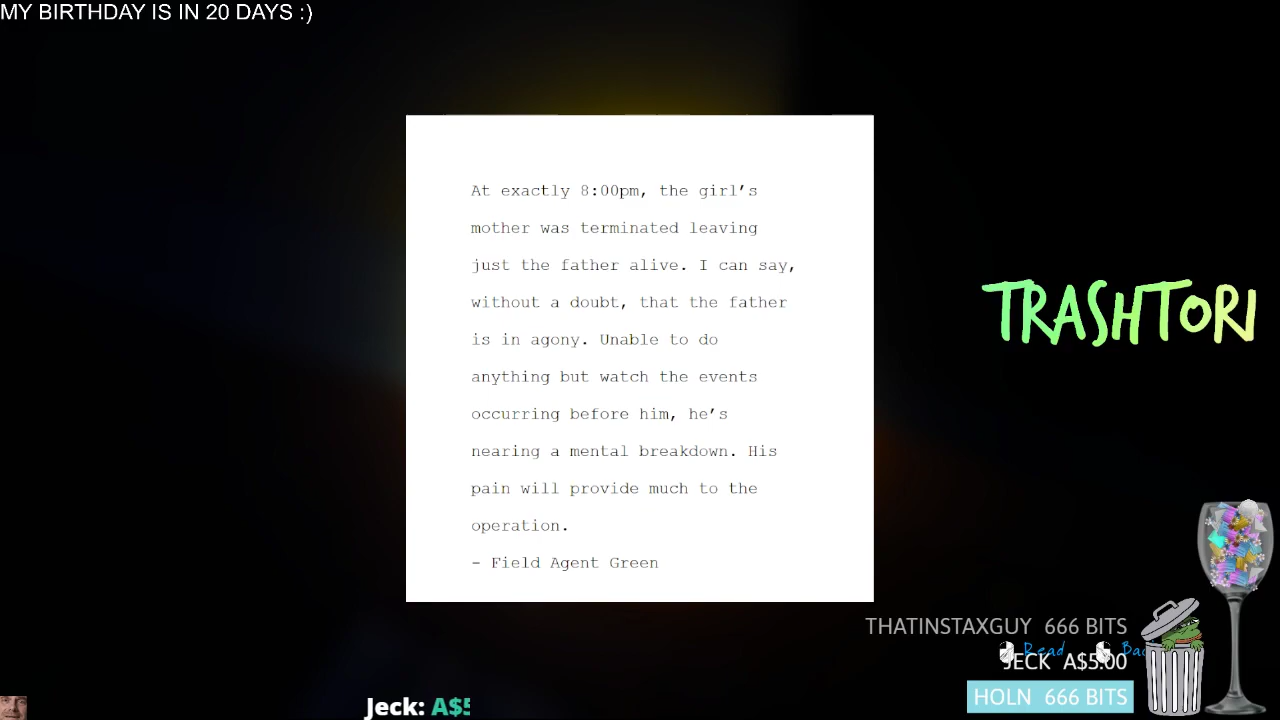 MY BIRTHDAY IS IN 20 DAYS :)
At exactly 8:00pm, the girl's
mother was terminated leaving
just the father alive. I can say,
without a doubt, that the father
is in agony. Unable to do
anything but watch the events
occurring before him, he's
nearing a mental breakdown. His
pain will provide much to the
operation.
- Field Agent Green
TRASHTORI
THATINSTAXGUY 666 BITS
Read
JECK A$5.00
HOLN 666 BITS
Jeck: A$5